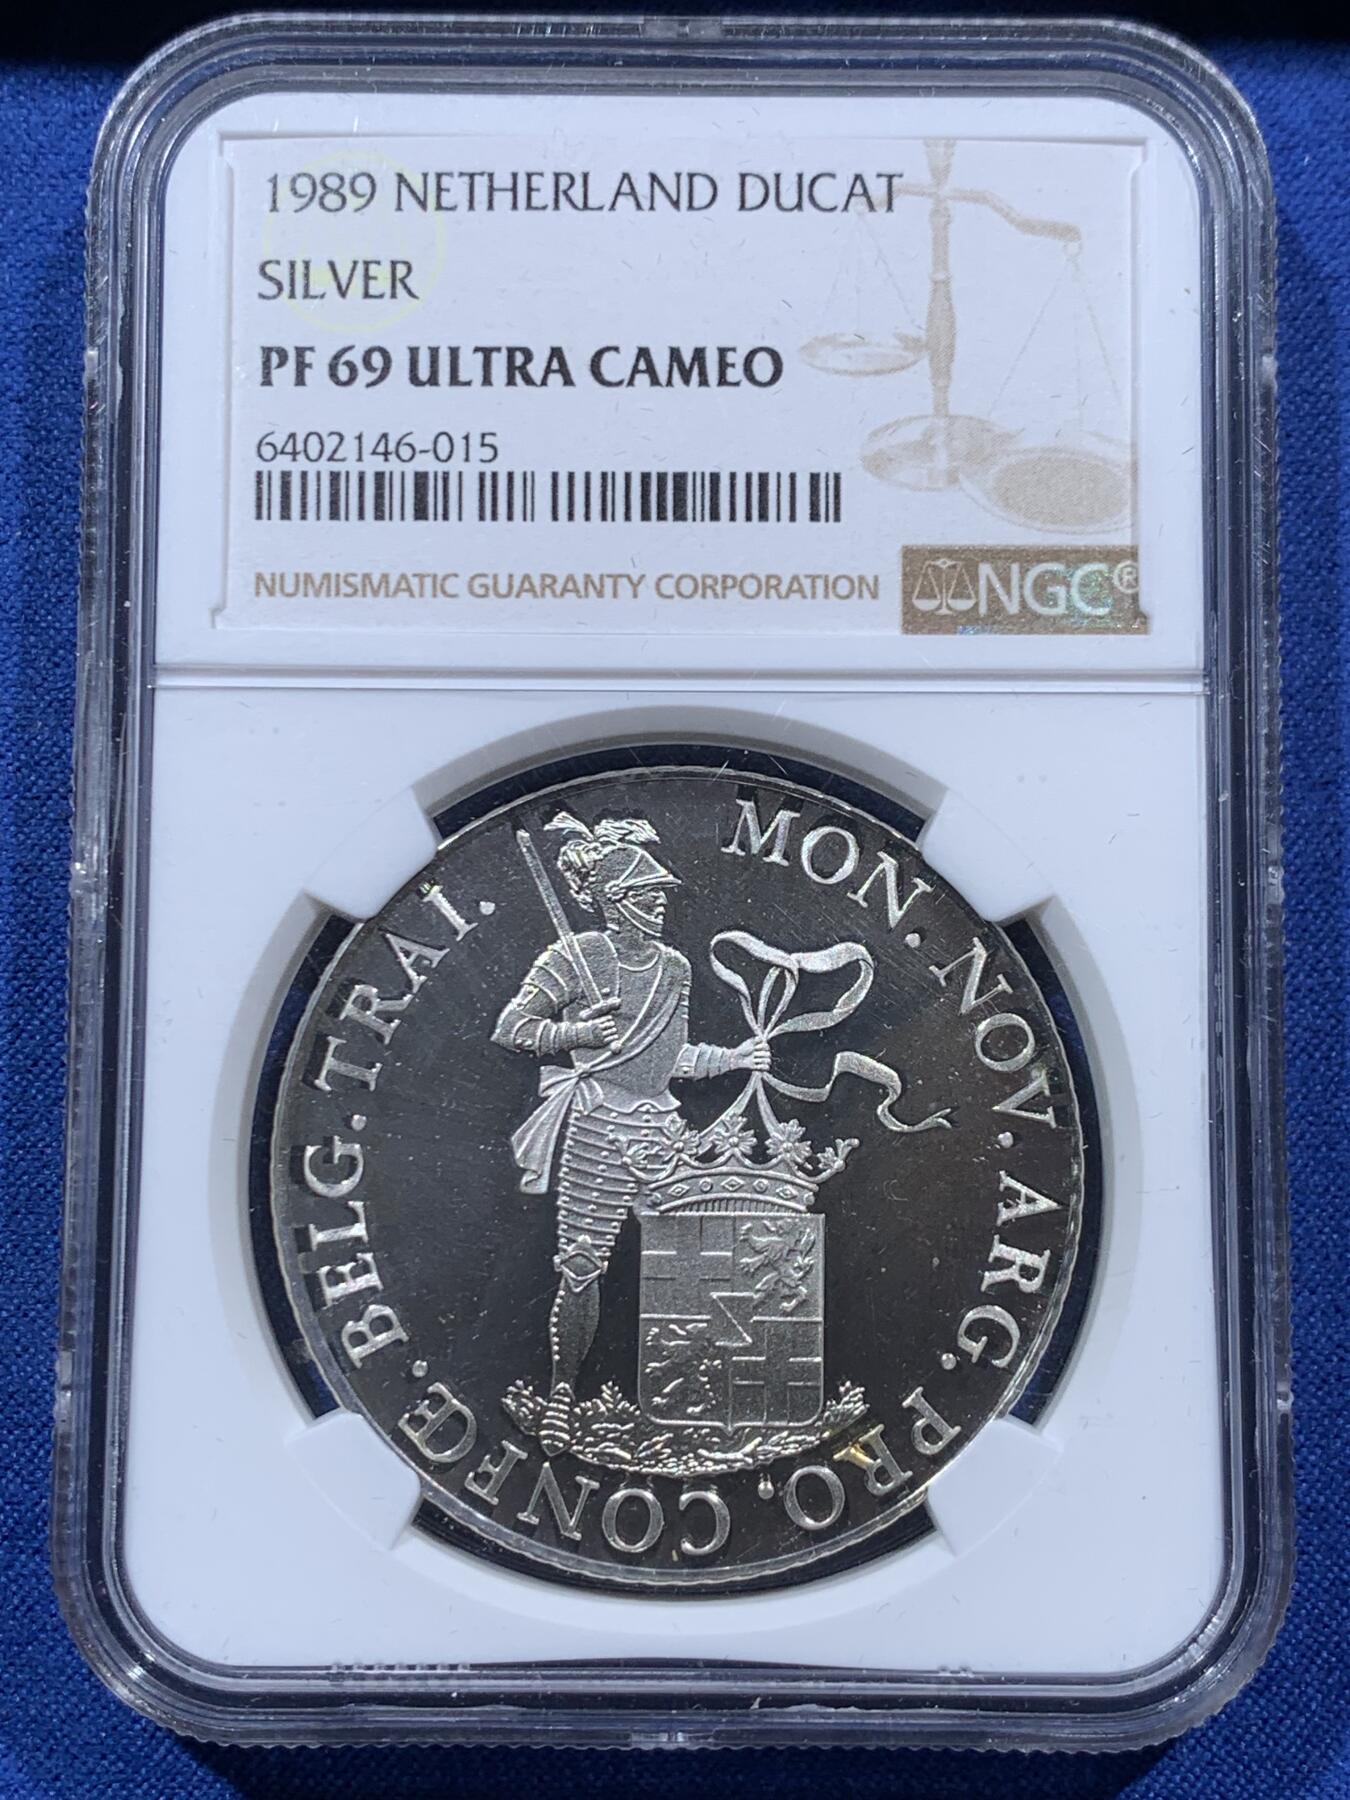 1989 NETHERLAND DUCAT
SILVER
PF 69 ULTRA CAMEO
6402146-015
NUMISMATIC GUARANTY CORPORATION
NGC®
MON. NOV. ARG. PRO. CONFŒ. BELG. TRAI.